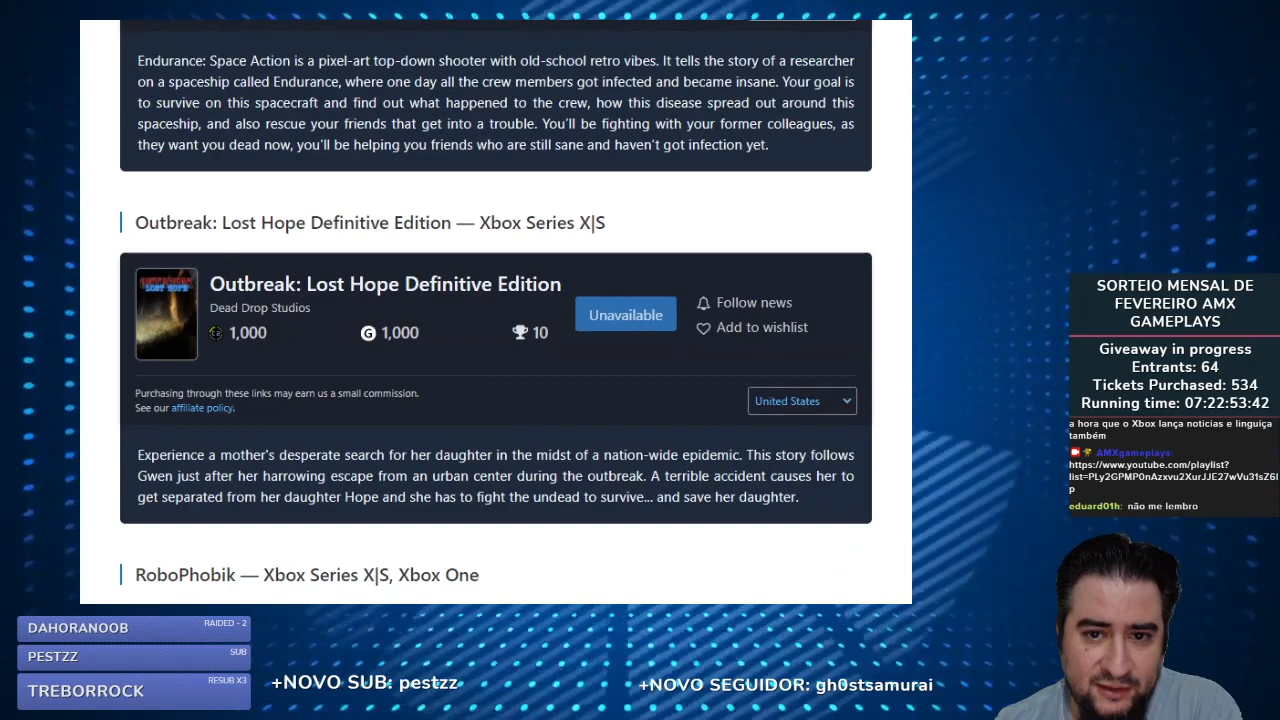 Endurance: Space Action is a pixel-art top-down shooter with old-school retro vibes. It tells the story of a researcher
on a spaceship called Endurance, where one day all the crew members got infected and became insane. Your goal is
to survive on this spacecraft and find out what happened to the crew, how this disease spread out around this
spaceship, and also rescue your friends that get into a trouble. You'll be fighting with your former colleagues, as
they want you dead now, you'll be helping you friends who are still sane and haven't got infection yet.
Outbreak: Lost Hope Definitive Edition — Xbox Series X|S
Outbreak: Lost Hope Definitive Edition
Dead Drop Studios
1,000
G 1,000
10
Unavailable
Follow news
Add to wishlist
Purchasing through these links may earn us a small commission.
See our affiliate policy.
United States
Experience a mother's desperate search for her daughter in the midst of a nation-wide epidemic. This story follows
Gwen just after her harrowing escape from an urban center during the outbreak. A terrible accident causes her to
get separated from her daughter Hope and she has to fight the undead to survive... and save her daughter.
RoboPhobik — Xbox Series X|S, Xbox One
SORTEIO MENSAL DE
FEVEREIRO AMX
GAMEPLAYS
Giveaway in progress
Entrants: 64
Tickets Purchased: 534
Running time: 07:22:53:42
a hora que o Xbox lança noticias e linguiça
também
AMXgameplays:
https://www.youtube.com/playlist?
list=PLy2GPMP0nAzxvu2XurJJE27wVu31sZ6l
p
eduard01h: não me lembro
DAHORANOOB
RAIDED - 2
PESTZZ
SUB
TREBORROCK
RESUB X3
+NOVO SUB: pestzz
+NOVO SEGUIDOR: gh0stsamurai